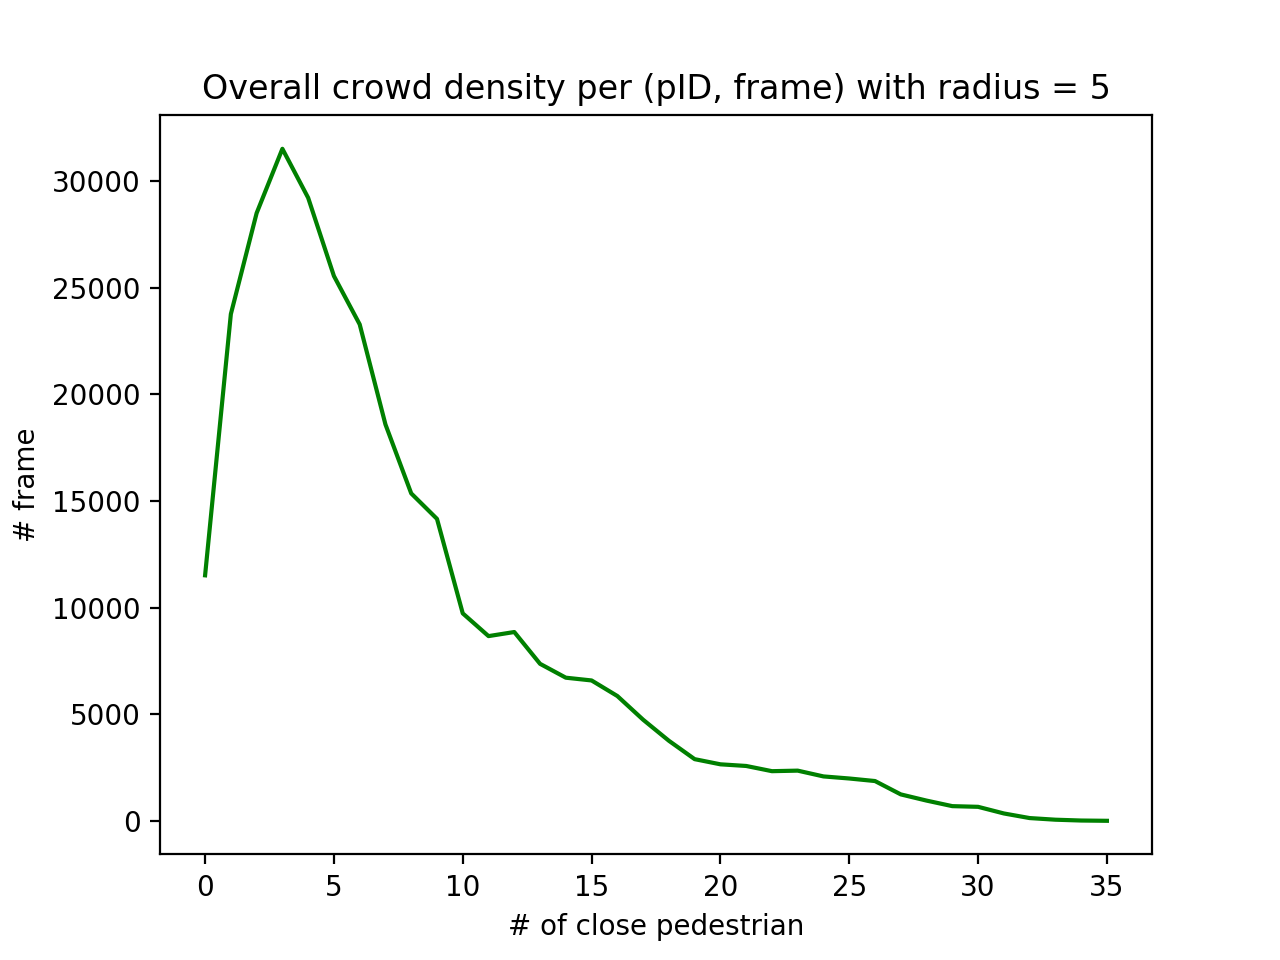 Overall crowd density per (pID, frame) with radius = 5
30000
25000
20000
15000
10000
5000
0
# frame
0 5 10 15 20 25 30 35
# of close pedestrian